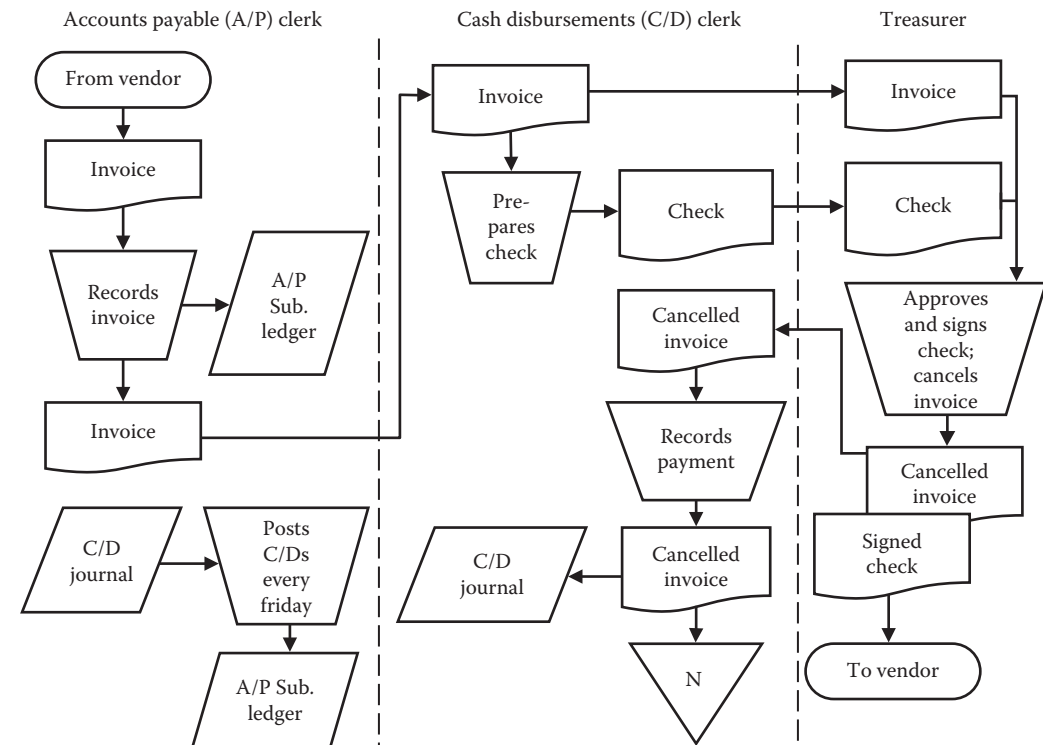 Accounts payable (A/P) clerk
Cash disbursements (C/D) clerk
Treasurer
From vendor
Invoice
Records
invoice
A/P
Sub.
ledger
Invoice
C/D
journal
Posts
C/Ds
every
friday
A/P Sub.
ledger
Invoice
Pre-
pares
check
Check
Cancelled
invoice
Records
payment
Cancelled
invoice
C/D
journal
N
Invoice
Check
Approves
and signs
check;
cancels
invoice
Cancelled
invoice
Signed
check
To vendor